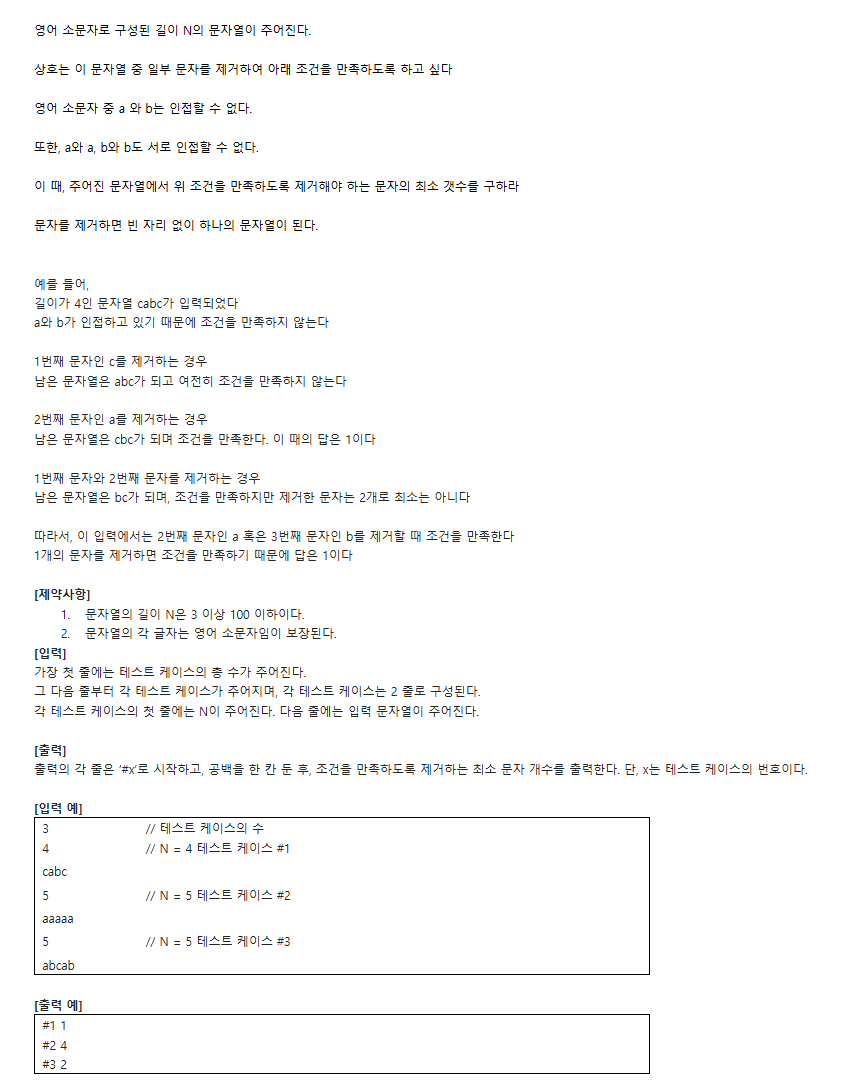 영어 소문자로 구성된 길이 N의 문자열이 주어진다.
상호는 이 문자열 중 일부 문자를 제거하여 아래 조건을 만족하도록 하고 싶다
영어 소문자 중 a 와 b는 인접할 수 없다.
또한, a와 a, b와 b도 서로 인접할 수 없다.
이 때, 주어진 문자열에서 위 조건을 만족하도록 제거해야 하는 문자의 최소 갯수를 구하라
문자를 제거하면 빈 자리 없이 하나의 문자열이 된다.
예를 들어,
길이가 4인 문자열 cabc가 입력되었다
a와 b가 인접하고 있기 때문에 조건을 만족하지 않는다
1번째 문자인 c를 제거하는 경우
남은 문자열은 abc가 되고 여전히 조건을 만족하지 않는다
2번째 문자인 a를 제거하는 경우
남은 문자열은 cbc가 되며 조건을 만족한다. 이 때의 답은 1이다
1번째 문자와 2번째 문자를 제거하는 경우
남은 문자열은 bc가 되며, 조건을 만족하지만 제거한 문자는 2개로 최소는 아니다
따라서, 이 입력에서는 2번째 문자인 a 혹은 3번째 문자인 b를 제거할 때 조건을 만족한다
1개의 문자를 제거하면 조건을 만족하기 때문에 답은 1이다
[제약사항]
1. 문자열의 길이 N은 3 이상 100 이하이다.
2. 문자열의 각 글자는 영어 소문자임이 보장된다.
[입력]
가장 첫 줄에는 테스트 케이스의 총 수가 주어진다.
그 다음 줄부터 각 테스트 케이스가 주어지며, 각 테스트 케이스는 2 줄로 구성된다.
각 테스트 케이스의 첫 줄에는 N이 주어진다. 다음 줄에는 입력 문자열이 주어진다.
[출력]
출력의 각 줄은 '#x'로 시작하고, 공백을 한 칸 둔 후, 조건을 만족하도록 제거하는 최소 문자 개수를 출력한다. 단, x는 테스트 케이스의 번호이다.
[입력 예]
3 // 테스트 케이스의 수
4 // N = 4 테스트 케이스 #1
cabc
5 // N = 5 테스트 케이스 #2
aaaaa
5 // N = 5 테스트 케이스 #3
abcab
[출력 예]
#1 1
#2 4
#3 2